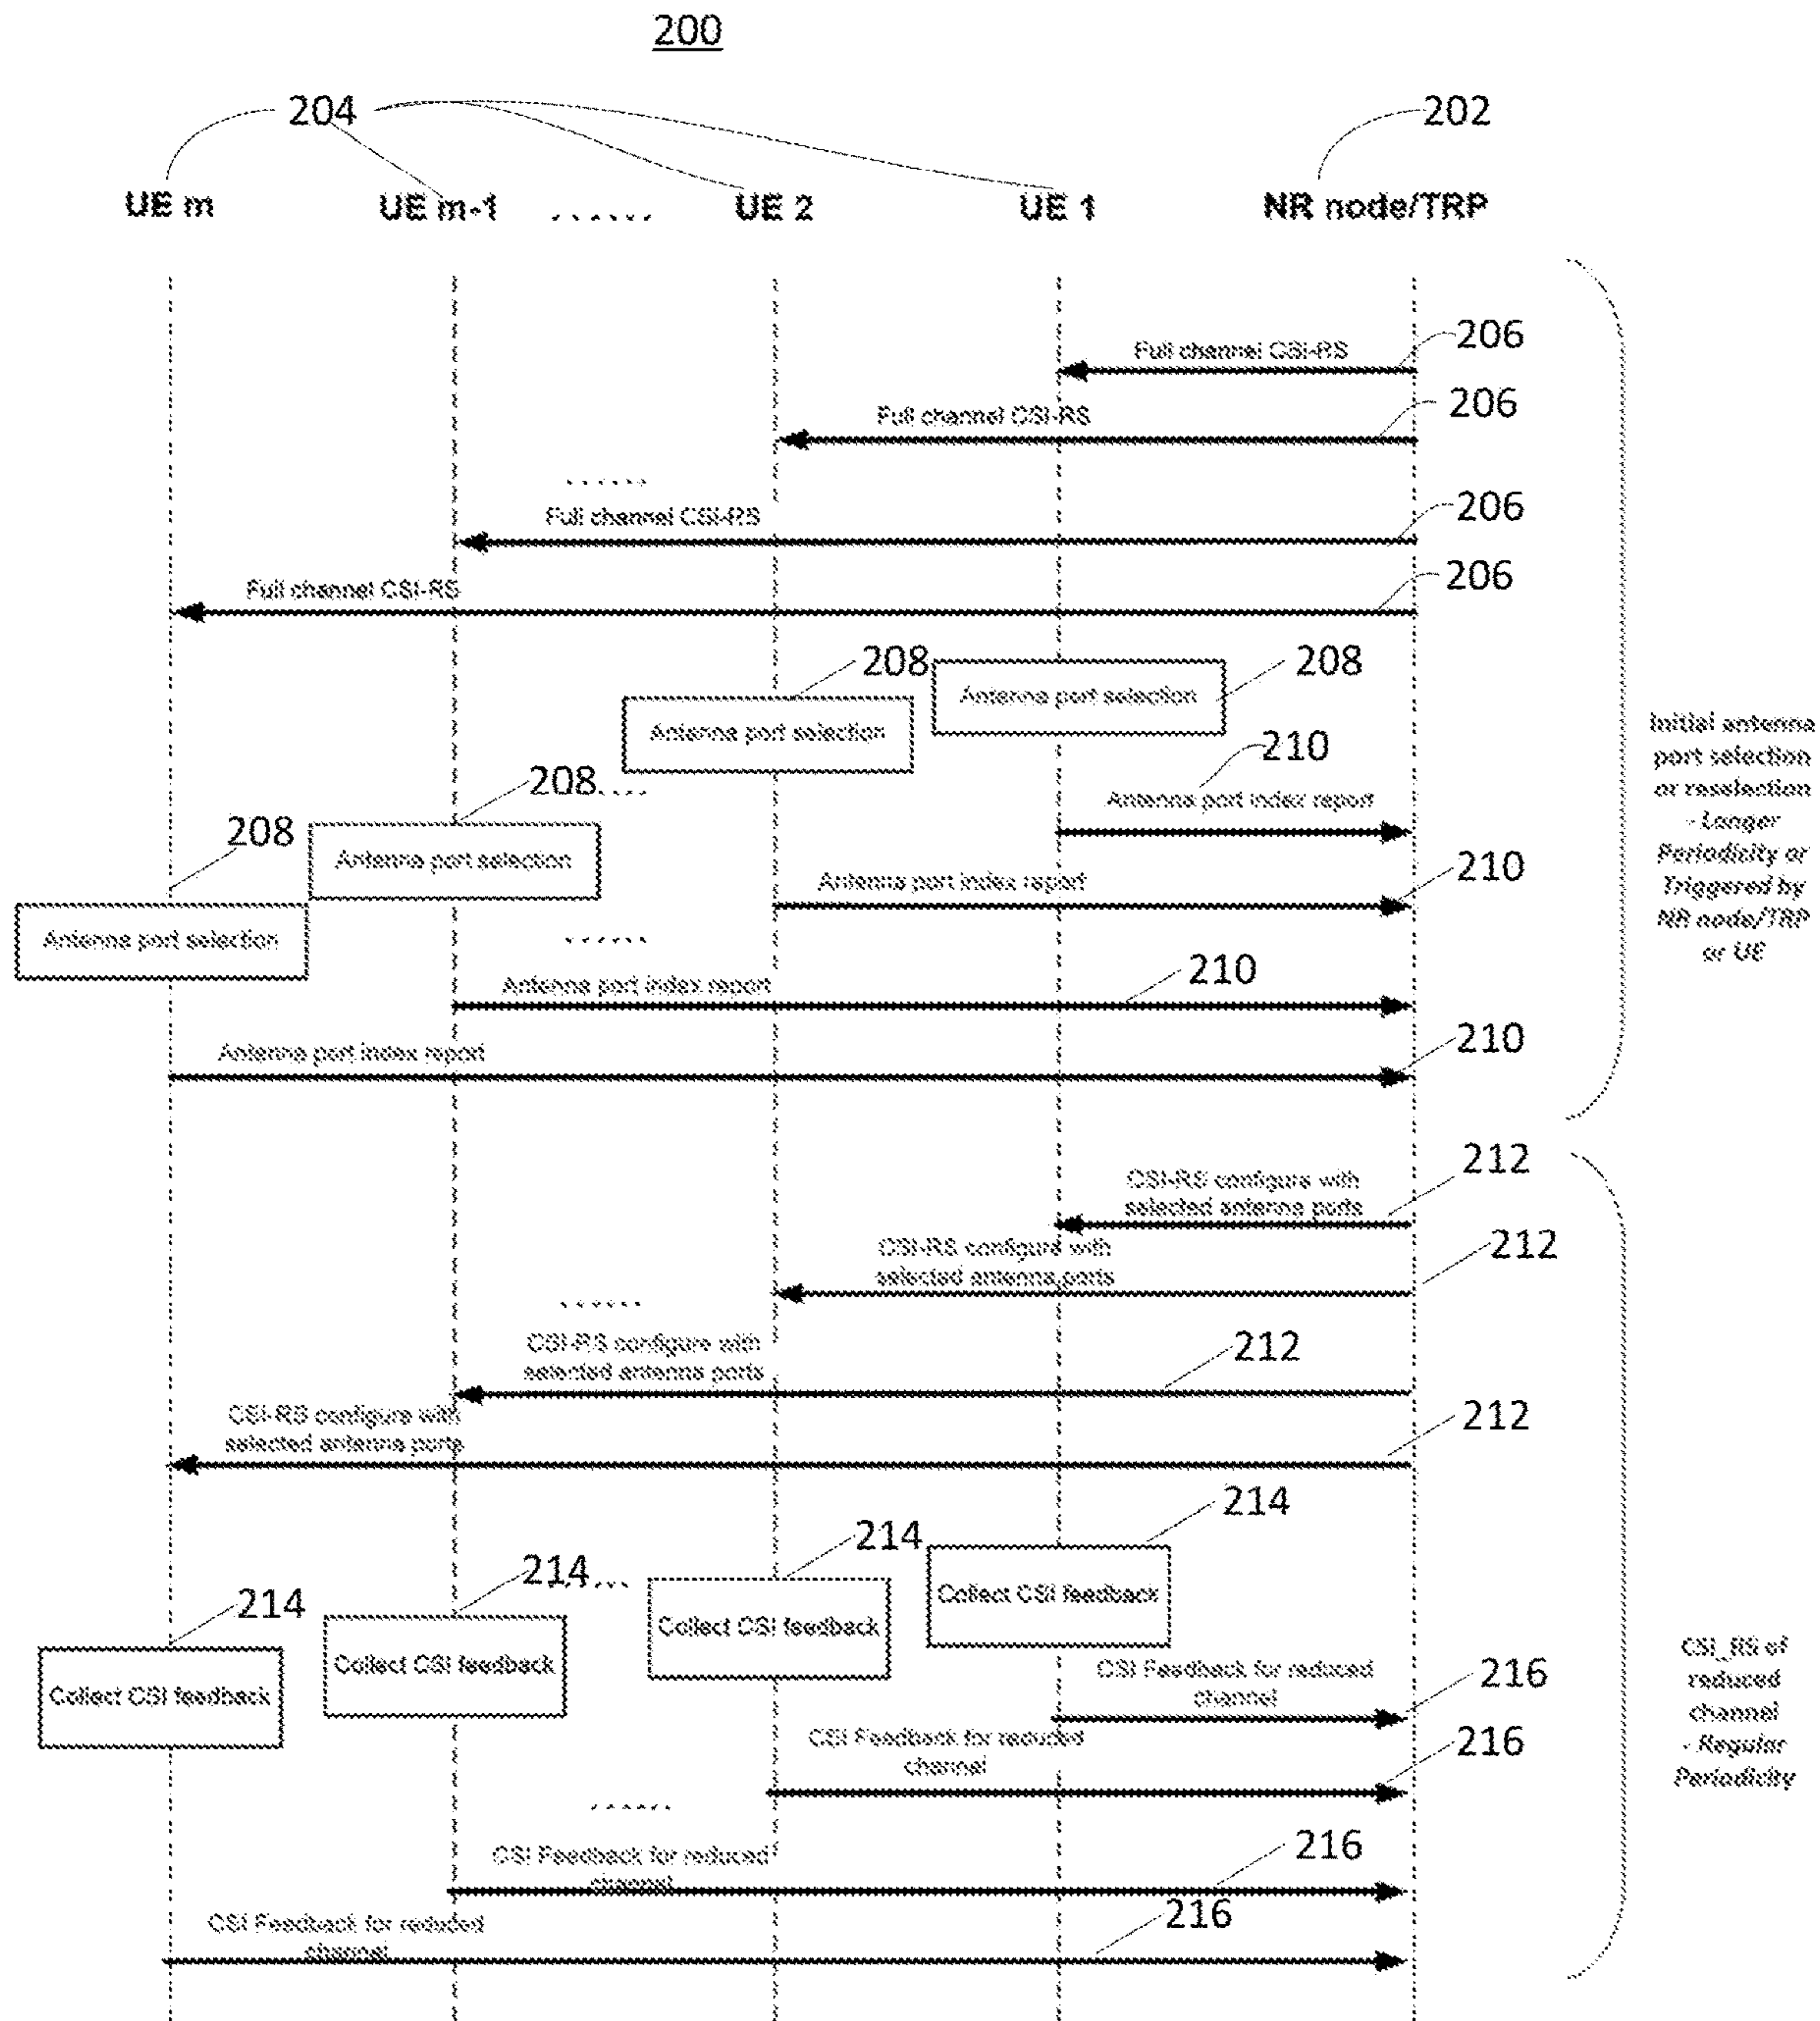 200
204
202
UE m
UE m-1
......
UE 2
UE 1
NR node/TRP
Full channel CSI-RS
206
Full channel CSI-RS
206
......
Full channel CSI-RS
206
Full channel CSI-RS
206
208
Antenna port selection
208
Antenna port selection
208
......
Antenna port selection
208
Antenna port selection
210
Antenna port index report
Antenna port index report
210
......
Antenna port index report
210
Antenna port index report
210
Initial antenna
port selection
or reselection
- Longer
Periodicity or
Triggered by
NR node/TRP
or UE
CSI-RS configure with
selected antenna ports
212
CSI-RS configure with
selected antenna ports
212
......
CSI-RS configure with
selected antenna ports
212
CSI-RS configure with
selected antenna ports
212
214
Collect CSI feedback
214
Collect CSI feedback
214
......
Collect CSI feedback
214
Collect CSI feedback
CSI Feedback for reduced
channel
216
CSI Feedback for reduced
channel
216
......
CSI Feedback for reduced
channel
216
CSI Feedback for reduced
channel
216
CSI_RS of
reduced
channel
- Regular
Periodicity